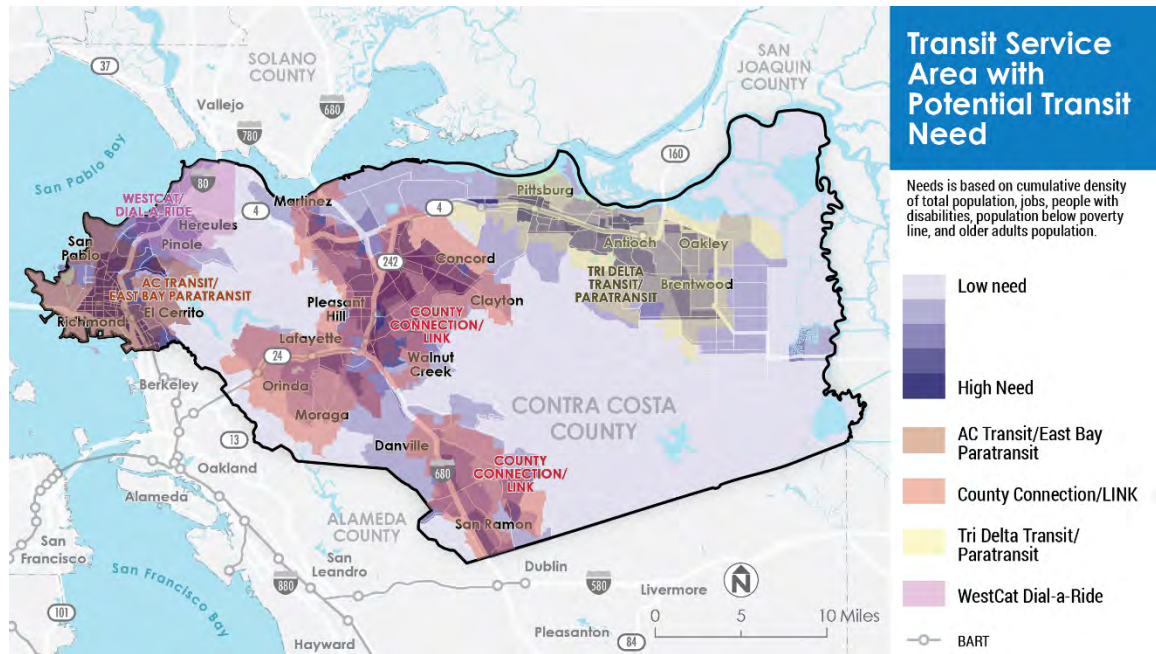 Transit Service
Area with
Potential Transit
Need
Needs is based on cumulative density
of total population, jobs, people with
disabilities, population below poverty
line, and older adults population.
Low need
High Need
AC Transit/East Bay
Paratransit
County Connection/LINK
Tri Delta Transit/
Paratransit
WestCat Dial-a-Ride
BART
SOLANO
COUNTY
SAN
JOAQUIN
COUNTY
37
Vallejo
680
780
160
San Pablo Bay
80
WESTCAT/
DIAL-A-RIDE
Hercules
Pinole
San
Pablo
4
Martinez
4
Pittsburg
Antioch
Oakley
AC TRANSIT/
EAST BAY PARATRANSIT
242
Concord
TRI DELTA
TRANSIT/
PARATRANSIT
Brentwood
Richmond
El Cerrito
Pleasant
Hill
Clayton
COUNTY
CONNECTION/
LINK
Lafayette
24
Walnut
Creek
Orinda
Berkeley
Moraga
CONTRA COSTA
COUNTY
13
Danville
Oakland
680
COUNTY
CONNECTION/
LINK
Alameda
ALAMEDA
COUNTY
San Ramon
San
Francisco
San
Leandro
Dublin
880
580
Livermore
San Francisco Bay
101
Hayward
Pleasanton
84
N
0 5 10 Miles